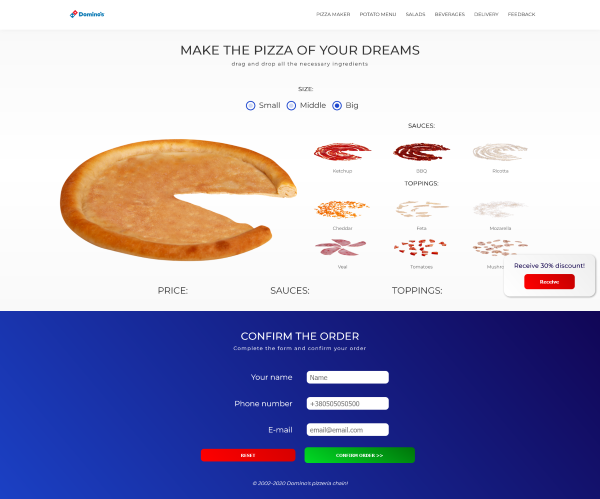 Domino's
PIZZA MAKER POTATO MENU SALADS BEVERAGES DELIVERY FEEDBACK
MAKE THE PIZZA OF YOUR DREAMS
drag and drop all the necessary ingredients
SIZE:
Small Middle Big
SAUCES:
Ketchup BBQ Ricotta
TOPPINGS:
Cheddar Feta Mozarella
Veal Tomatoes
Receive 30% discount!
Receive
PRICE: SAUCES: TOPPINGS:
CONFIRM THE ORDER
Complete the form and confirm your order
Your name Name
Phone number +380505050500
E-mail email@email.com
RESET CONFIRM ORDER >>
© 2002-2020 Domino's pizzeria chain!